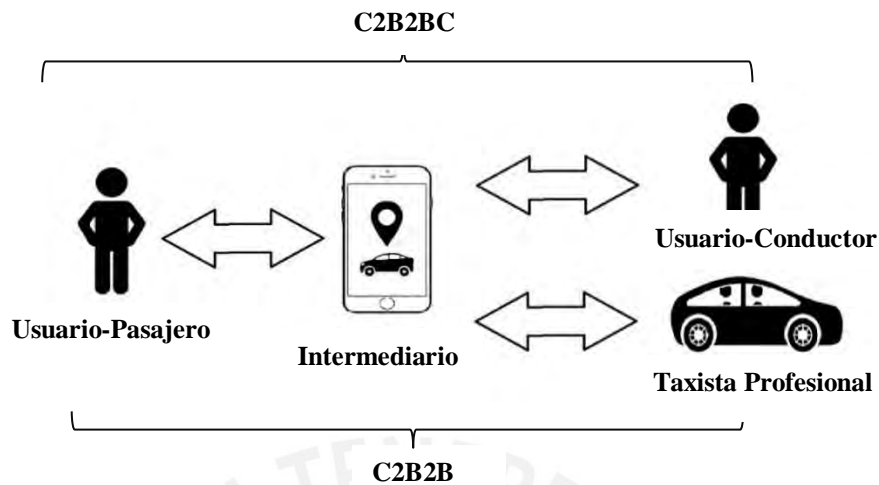 C2B2BC
Usuario-Conductor
Usuario-Pasajero
Intermediario
Taxista Profesional
C2B2B